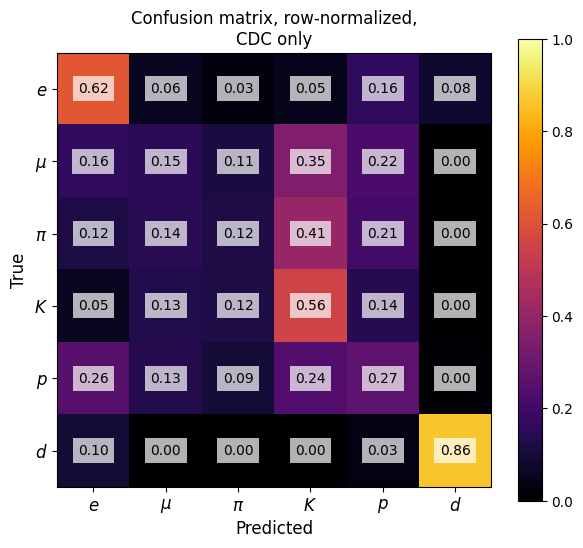 Confusion matrix, row-normalized,
CDC only
True
e 0.62 0.06 0.03 0.05 0.16 0.08
μ 0.16 0.15 0.11 0.35 0.22 0.00
π 0.12 0.14 0.12 0.41 0.21 0.00
K 0.05 0.13 0.12 0.56 0.14 0.00
p 0.26 0.13 0.09 0.24 0.27 0.00
d 0.10 0.00 0.00 0.00 0.03 0.86
e μ π K p d
Predicted
1.0
0.8
0.6
0.4
0.2
0.0